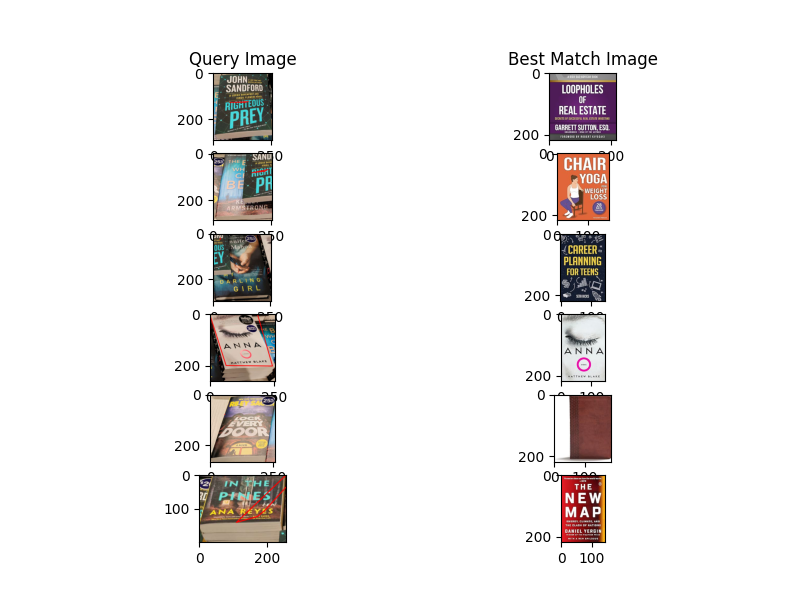 Query Image
Best Match Image
0
200
0
250
JOHN
SANDFORD
RIGHTEOUS
PREY
0
200
0
200
LOOPHOLES
OF
REAL ESTATE
GARRETT SUTTON, ESQ.
0
200
0
250
SAND
PR
ARMSTRONG
0
200
0
100
CHAIR
YOGA
WEIGHT
LOSS
0
200
0
250
EY
DARLING
GIRL
0
200
0
100
CAREER
PLANNING
FOR TEENS
0
200
0
250
ANNA
MATTHEW BLAKE
0
200
0
100
ANNA
MATTHEW BLAKE
0
200
0
250
LOCK
EVERY
DOOR
0
200
0
100
0
100
0
200
IN THE
PINES
ANA REYES
0
200
0
100
THE
NEW
MAP
DANIEL YERGIN